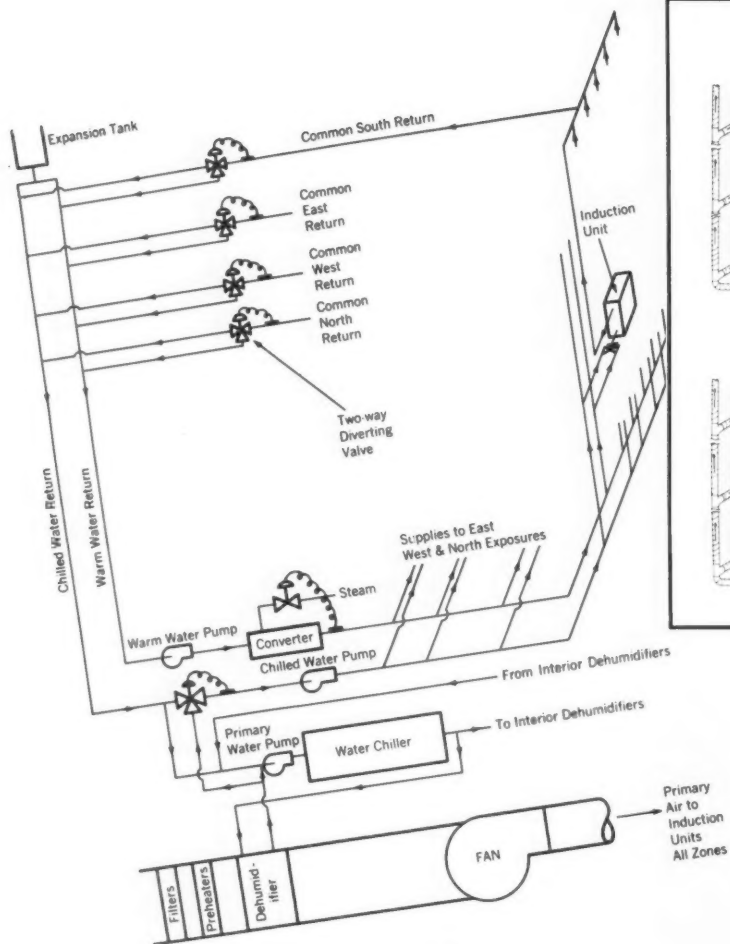 Expansion Tank
Common South Return
Common
East
Return
Common
West
Return
Common
North
Return
Induction
Unit
Two-way
Diverting
Valve
Chilled Water Return
Warm Water Return
Supplies to East
West & North Exposures
Steam
Warm Water Pump
Converter
Chilled Water Pump
From Interior Dehumidifiers
To Interior Dehumidifiers
Primary
Water Pump
Water Chiller
Primary
Air to
Induction
Units
All Zones
FAN
Filters
Preheaters
Dehumid-
ifier